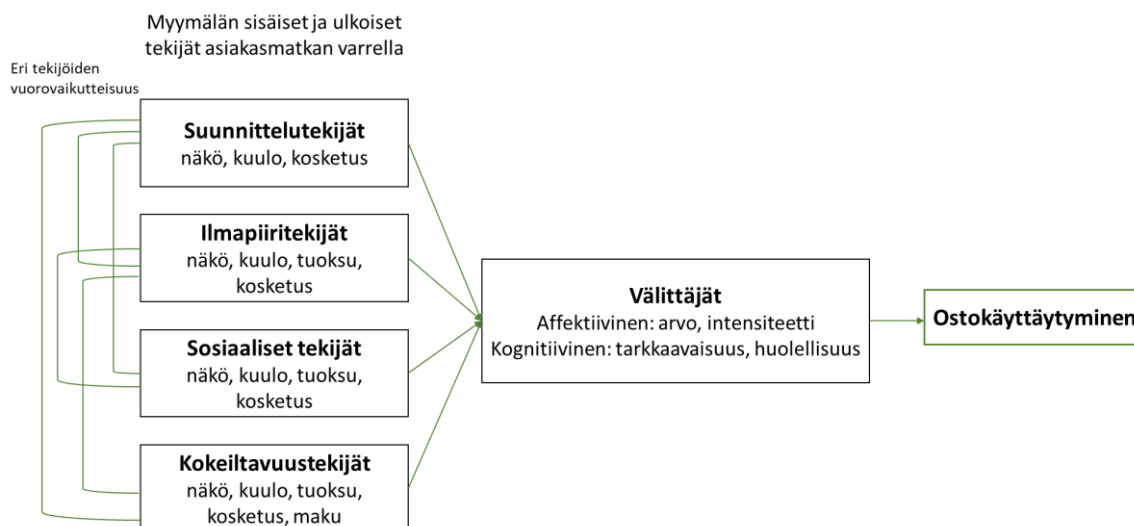 Myymälän sisäiset ja ulkoiset
tekijät asiakasmatkan varrella
Eri tekijöiden
vuorovaikutteisuus
Suunnittelutekijät
näkö, kuulo, kosketus
Ilmapiiritekijät
näkö, kuulo, tuoksu,
kosketus
Sosiaaliset tekijät
näkö, kuulo, tuoksu,
kosketus
Kokeiltavuustekijät
näkö, kuulo, tuoksu,
kosketus, maku
Välittäjät
Affektiivinen: arvo, intensiteetti
Kognitiivinen: tarkkaavaisuus, huolellisuus
Ostokäyttäytyminen